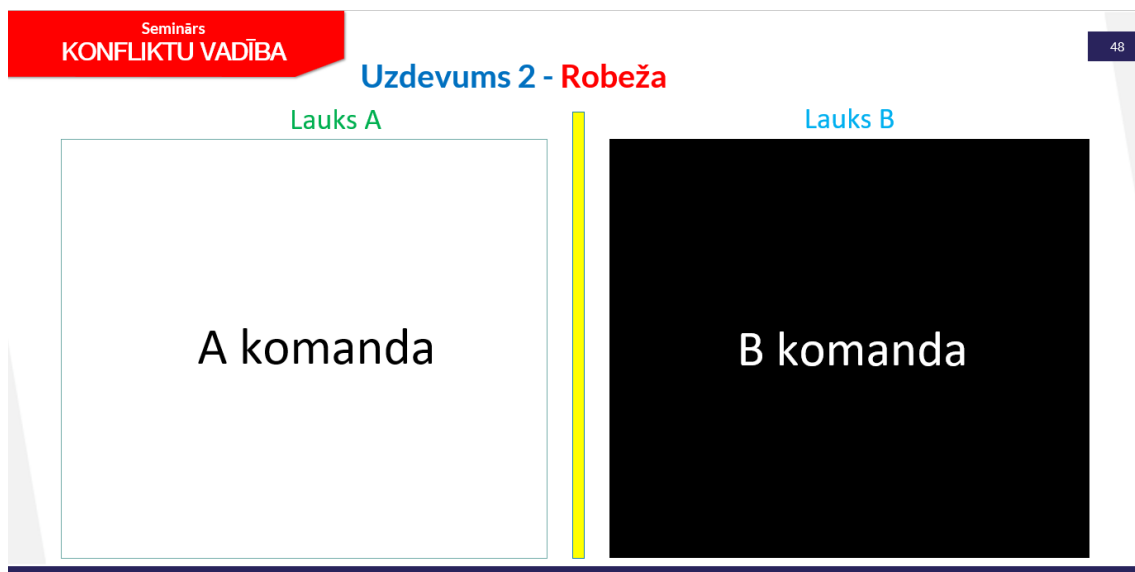 Seminārs
KONFLIKTU VADĪBA
48
Uzdevums 2 - Robeža
Lauks A
Lauks B
A komanda
B komanda